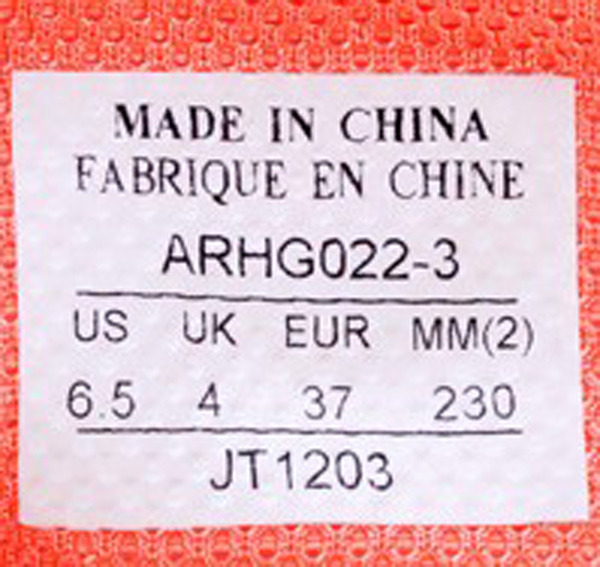 MADE IN CHINA
FABRIQUE EN CHINE
ARHG022-3
US UK EUR MM(2)
6.5 4 37 230
JT1203